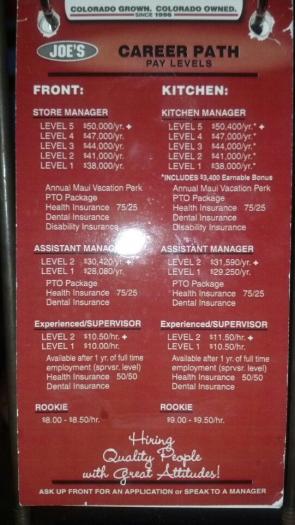 COLORADO GROWN. COLORADO OWNED.
SINCE 1996
JOE'S
CAREER PATH
PAY LEVELS
FRONT:
STORE MANAGER
LEVEL 5 $50,000/yr. +
LEVEL 4 $47,000/yr.
LEVEL 3 $44,000/yr.
LEVEL 2 $41,000/yr.
LEVEL 1 $38,000/yr.
Annual Maui Vacation Perk
PTO Package
Health Insurance 75/25
Dental Insurance
Disability Insurance
ASSISTANT MANAGER
LEVEL 2 $30,420/yr. +
LEVEL 1 $28,080/yr.
PTO Package
Health Insurance 75/25
Dental Insurance
Experienced/SUPERVISOR
LEVEL 2 $10.50/hr. +
LEVEL 1 $10.00/hr.
Available after 1 yr. of full time
employment (sprvsr. level)
Health Insurance 50/50
Dental Insurance
ROOKIE
$8.00 - $8.50/hr.
KITCHEN:
KITCHEN MANAGER
LEVEL 5 $50,400/yr.* +
LEVEL 4 $47,000/yr.*
LEVEL 3 $44,000/yr.*
LEVEL 2 $41,000/yr.*
LEVEL 1 $38,000/yr.*
*INCLUDES $3,400 Earnable Bonus
Annual Maui Vacation Perk
PTO Package
Health Insurance 75/25
Dental Insurance
Disability Insurance
ASSISTANT MANAGER
LEVEL 2 $31,590/yr. +
LEVEL 1 $29,250/yr.
PTO Package
Health Insurance 75/25
Dental Insurance
Experienced/SUPERVISOR
LEVEL 2 $11.50/hr. +
LEVEL 1 $10.50/hr.
Available after 1 yr. of full time
employment (sprvsr. level)
Health Insurance 50/50
Dental Insurance
ROOKIE
$9.00 - $9.50/hr.
Hiring
Quality People
with Great Attitudes!
ASK UP FRONT FOR AN APPLICATION or SPEAK TO A MANAGER